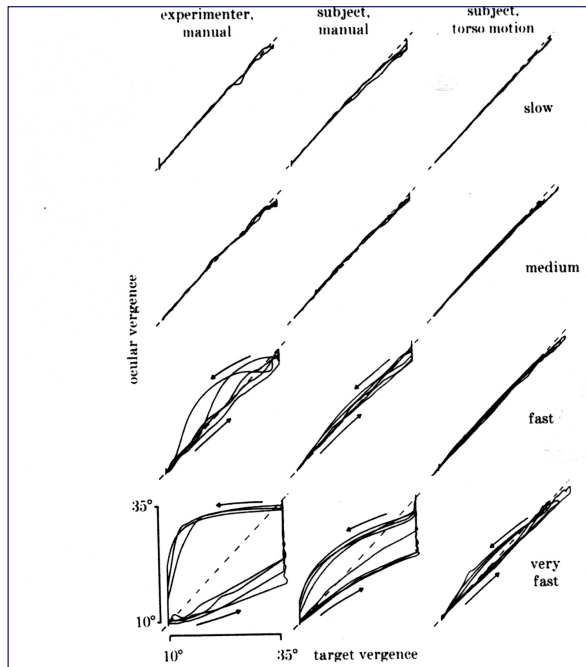 experimenter, manual
subject, manual
subject, torso motion
slow
medium
fast
very fast
ocular vergence
35°
10°
10°
35°
target vergence